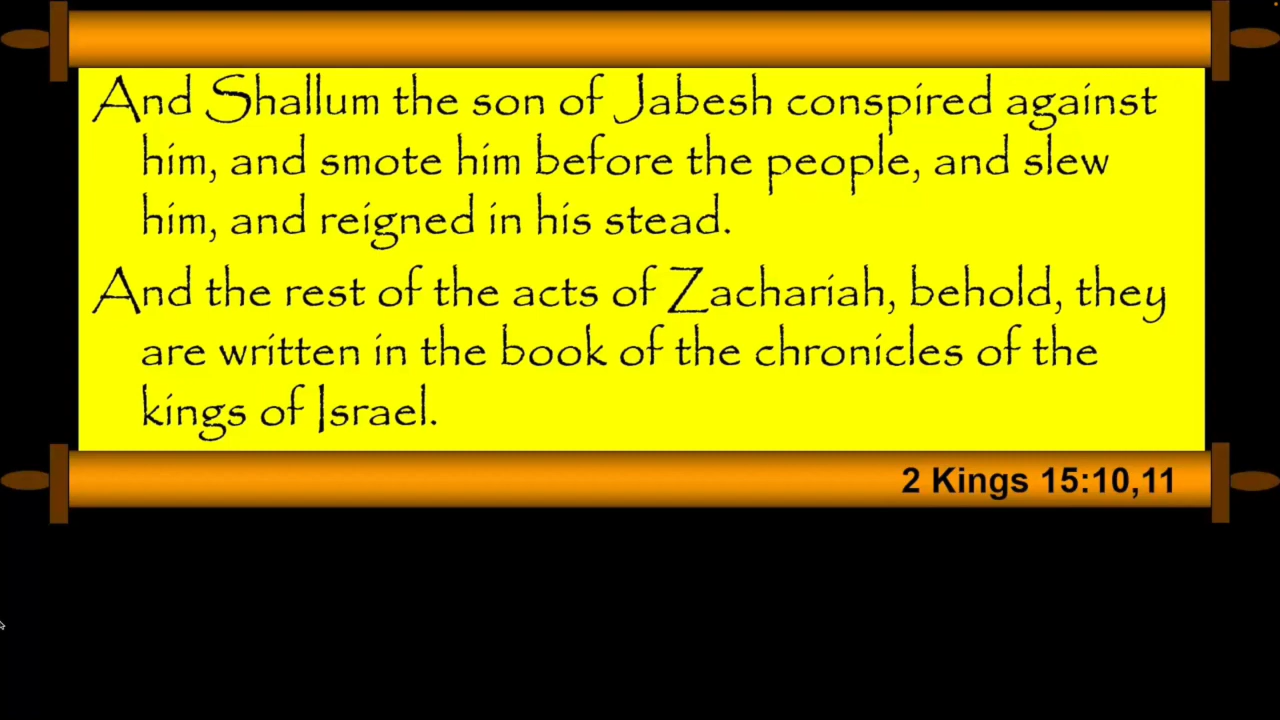 And Shallum the son of Jabesh conspired against
him, and smote him before the people, and slew
him, and reigned in his stead.
And the rest of the acts of Zachariah, behold, they
are written in the book of the chronicles of the
kings of Israel.
2 Kings 15:10,11